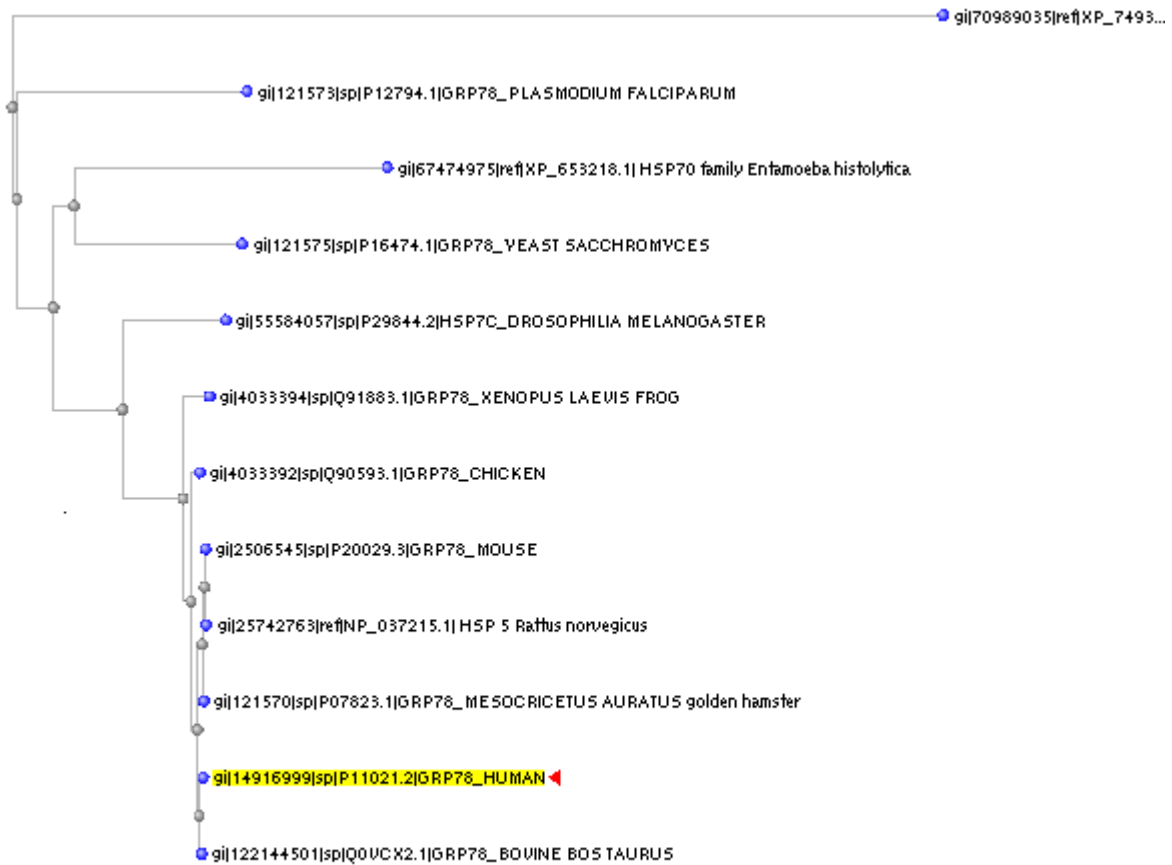 gi|70989035|ref|XP_7493...
gi|121573|sp|P12794.1|GRP78_PLASMODIUM FALCIPARUM
gi|67474975|ref|XP_653218.1| HSP70 family Entamoeba histolytica
gi|121575|sp|P16474.1|GRP78_YEAST SACCHROMYCES
gi|55584057|sp|P29844.2|HSP7C_DROSOPHILIA MELANOGASTER
gi|4033394|sp|Q91883.1|GRP78_XENOPUS LAEVIS FROG
gi|4033392|sp|Q90593.1|GRP78_CHICKEN
gi|2506545|sp|P20029.3|GRP78_MOUSE
gi|25742763|ref|NP_037215.1| HSP 5 Rattus norvegicus
gi|121570|sp|P07823.1|GRP78_MESOCRICETUS AURATUS golden hamster
gi|14916999|sp|P11021.2|GRP78_HUMAN
gi|122144501|sp|Q0VCX2.1|GRP78_BOVINE BOS TAURUS